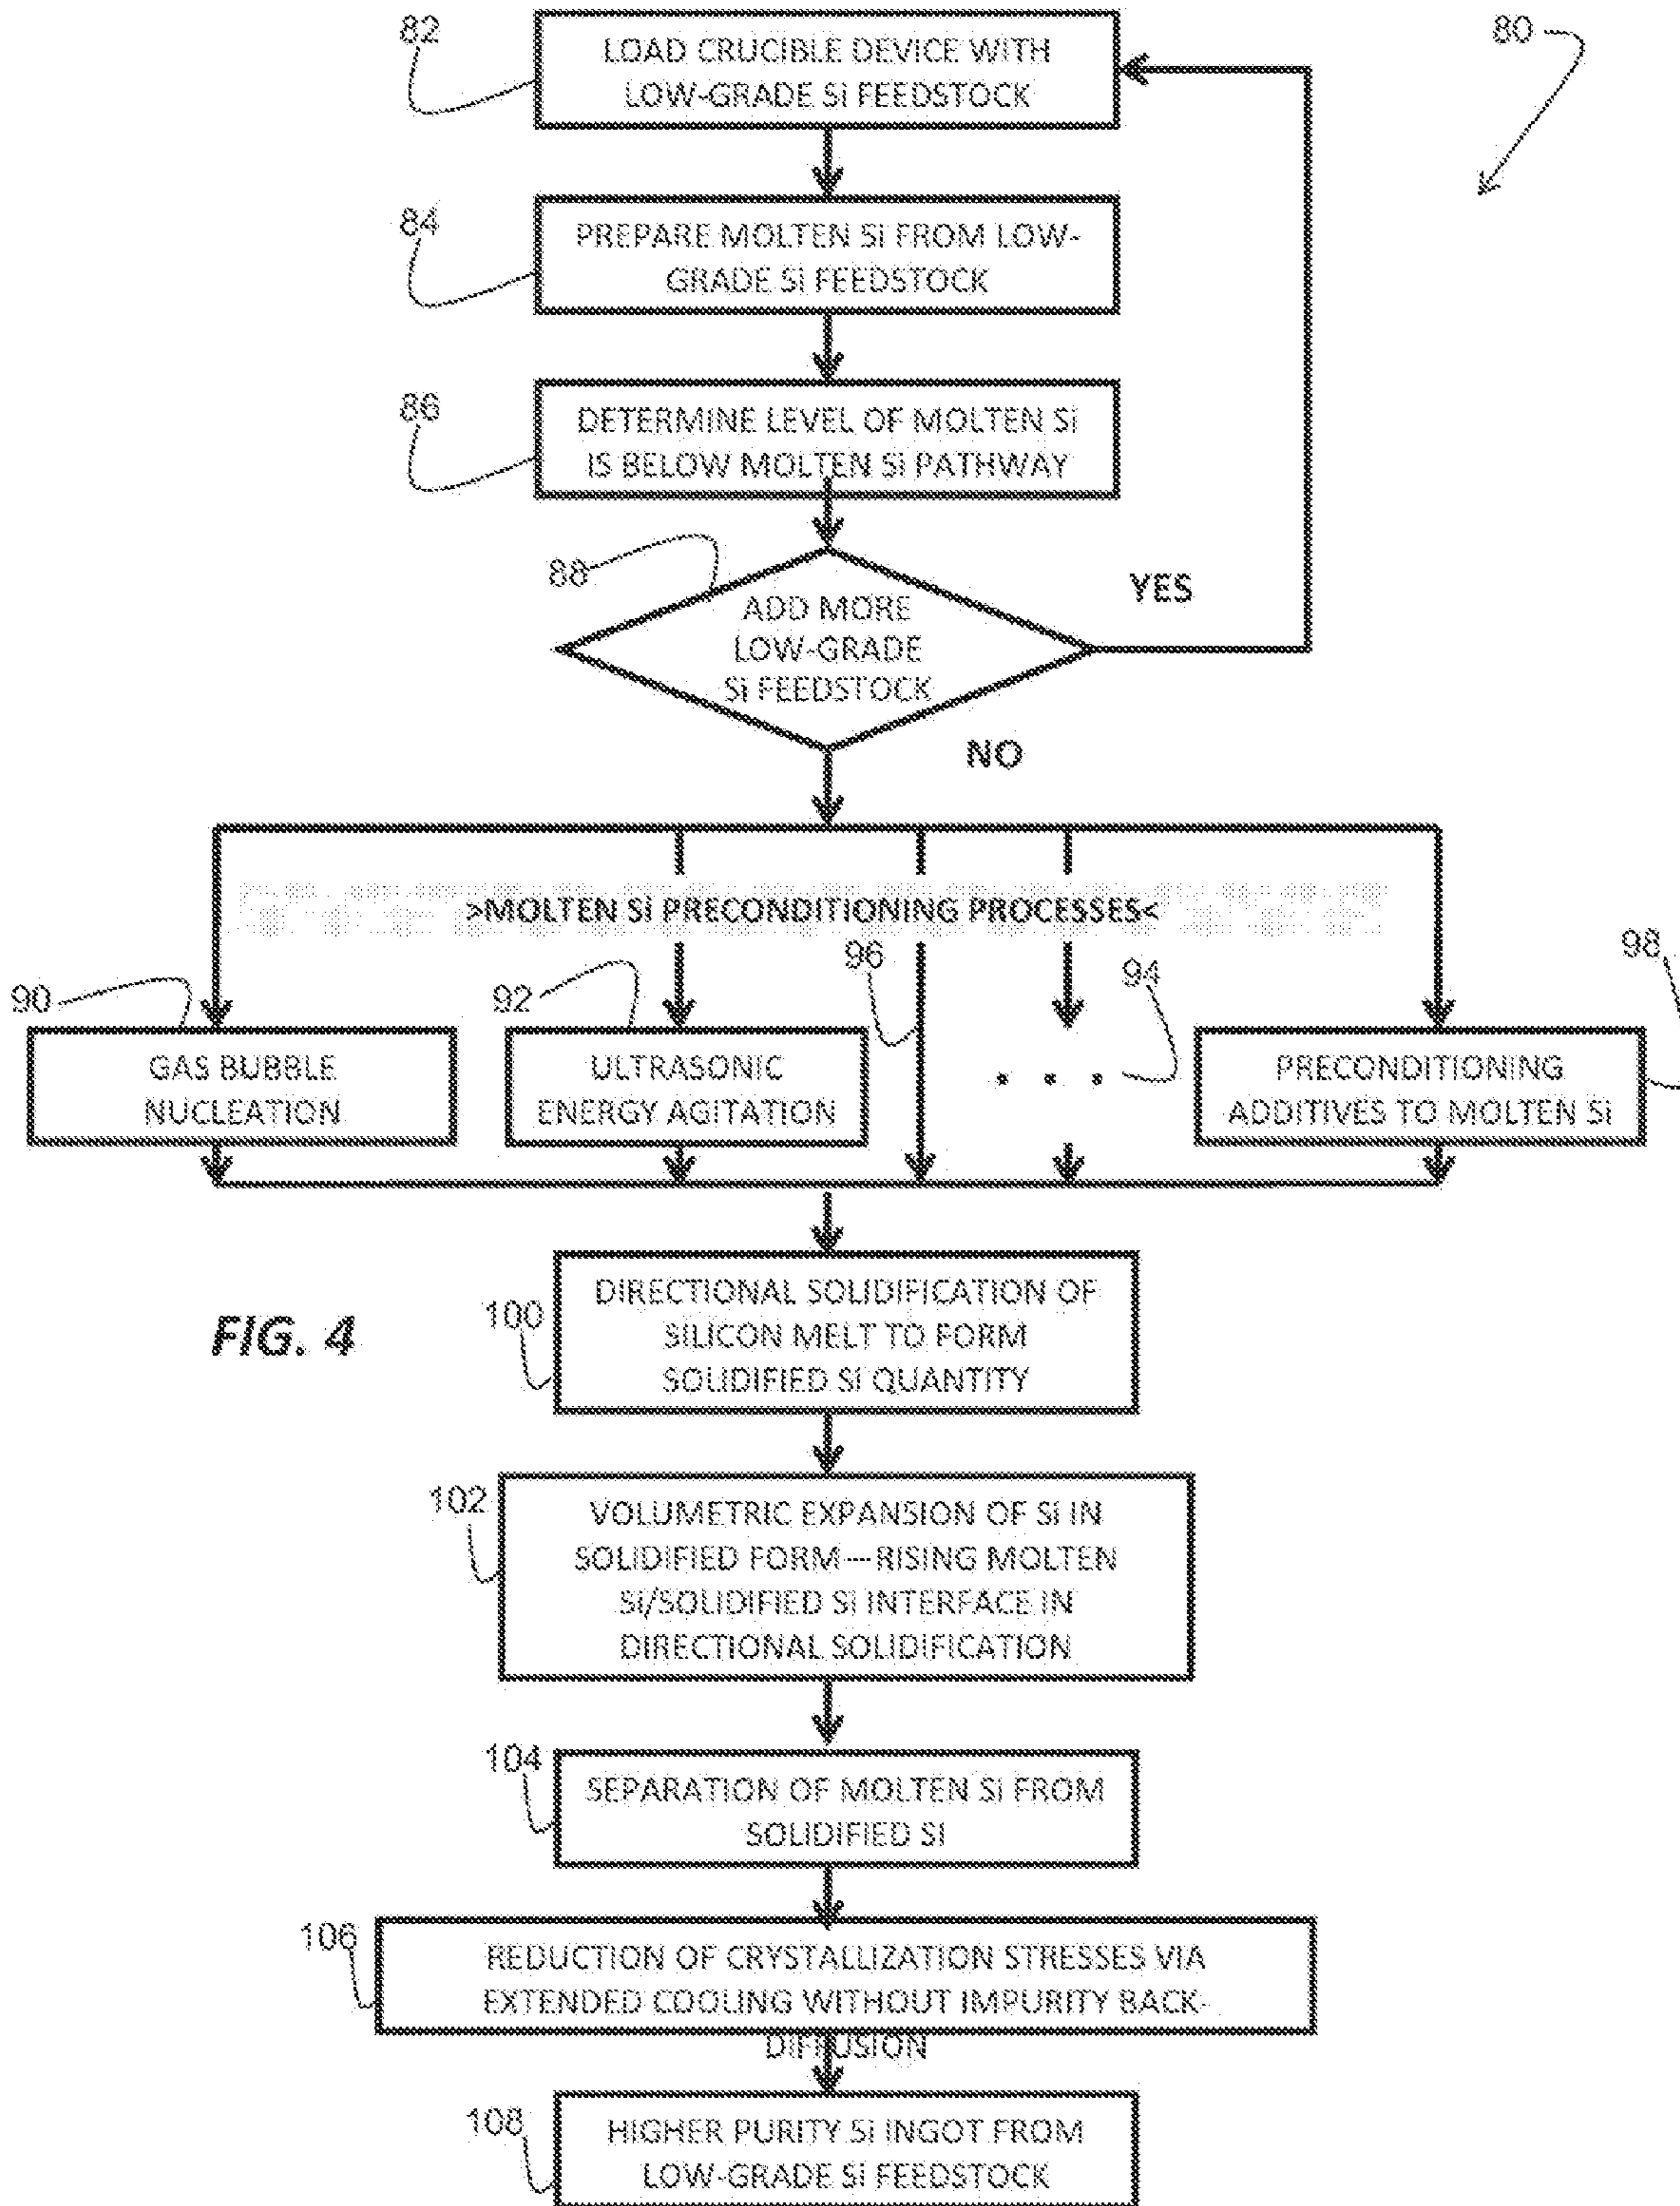 80
82
LOAD CRUCIBLE DEVICE WITH
LOW-GRADE Si FEEDSTOCK
84
PREPARE MOLTEN Si FROM LOW-
GRADE Si FEEDSTOCK
86
DETERMINE LEVEL OF MOLTEN Si
IS BELOW MOLTEN Si PATHWAY
88
ADD MORE
LOW-GRADE
Si FEEDSTOCK
YES
NO
>MOLTEN Si PRECONDITIONING PROCESSES<
90
GAS BUBBLE
NUCLEATION
92
ULTRASONIC
ENERGY AGITATION
96
94
. . .
98
PRECONDITIONING
ADDITIVES TO MOLTEN Si
FIG. 4
100
DIRECTIONAL SOLIDIFICATION OF
SILICON MELT TO FORM
SOLIDIFIED Si QUANTITY
102
VOLUMETRIC EXPANSION OF Si IN
SOLIDIFIED FORM---RISING MOLTEN
Si/SOLIDIFIED Si INTERFACE IN
DIRECTIONAL SOLIDIFICATION
104
SEPARATION OF MOLTEN Si FROM
SOLIDIFIED Si
106
REDUCTION OF CRYSTALLIZATION STRESSES VIA
EXTENDED COOLING WITHOUT IMPURITY BACK-
DIFFUSION
108
HIGHER PURITY Si INGOT FROM
LOW-GRADE Si FEEDSTOCK